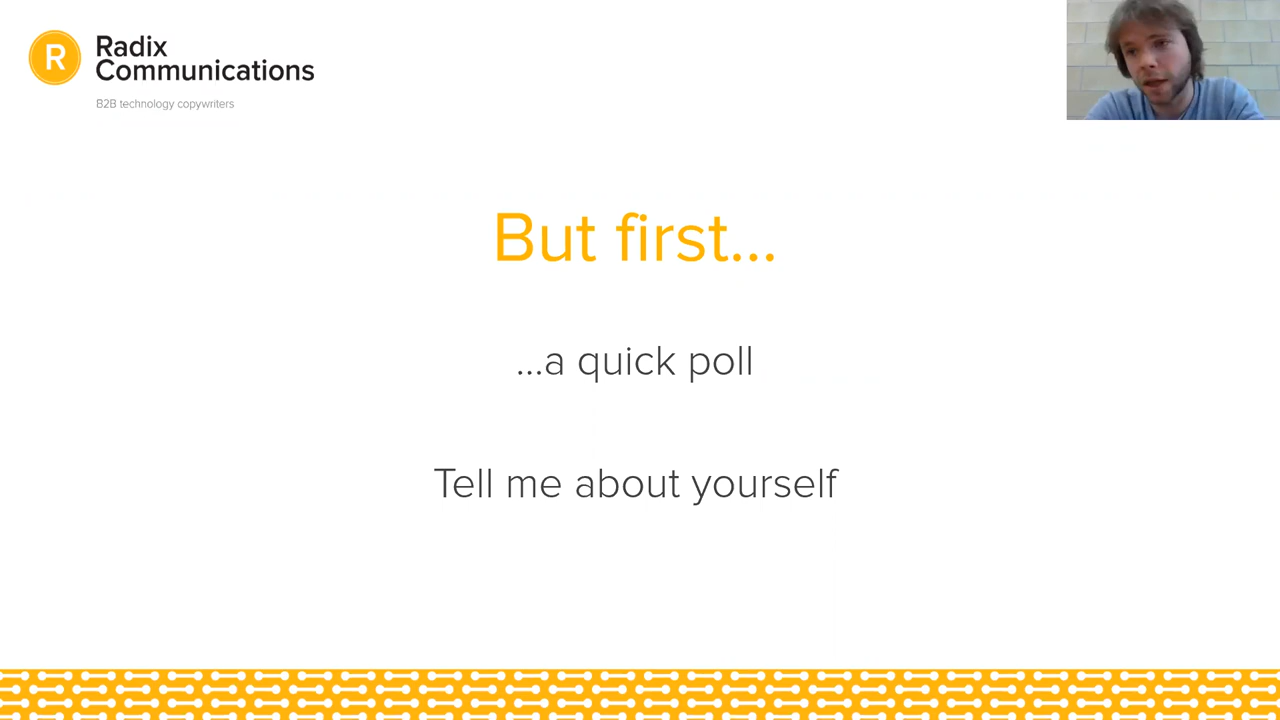 R
Radix
Communications
B2B technology copywriters
But first...
...a quick poll
Tell me about yourself